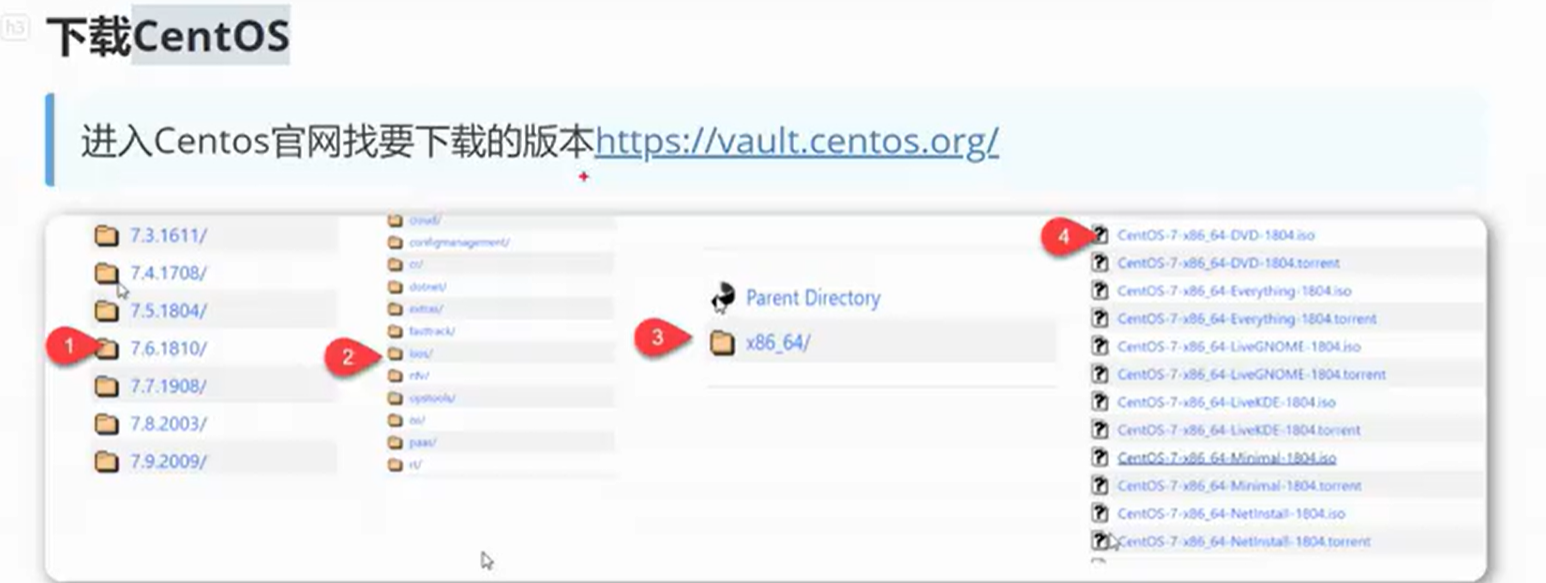 h3
下载CentOS
进入Centos官网找要下载的版本https://vault.centos.org/
7.3.1611/
7.4.1708/
7.5.1804/
1
7.6.1810/
7.7.1908/
7.8.2003/
7.9.2009/
cloud/
configmanagement/
cr/
dotnet/
extras/
fasttrack/
2
isos/
nfv/
opstools/
os/
paas/
rt/
Parent Directory
3
x86_64/
4
CentOS-7-x86_64-DVD-1804.iso
CentOS-7-x86_64-DVD-1804.torrent
CentOS-7-x86_64-Everything-1804.iso
CentOS-7-x86_64-Everything-1804.torrent
CentOS-7-x86_64-LiveGNOME-1804.iso
CentOS-7-x86_64-LiveGNOME-1804.torrent
CentOS-7-x86_64-LiveKDE-1804.iso
CentOS-7-x86_64-LiveKDE-1804.torrent
CentOS-7-x86_64-Minimal-1804.iso
CentOS-7-x86_64-Minimal-1804.torrent
CentOS-7-x86_64-NetInstall-1804.iso
CentOS-7-x86_64-NetInstall-1804.torrent